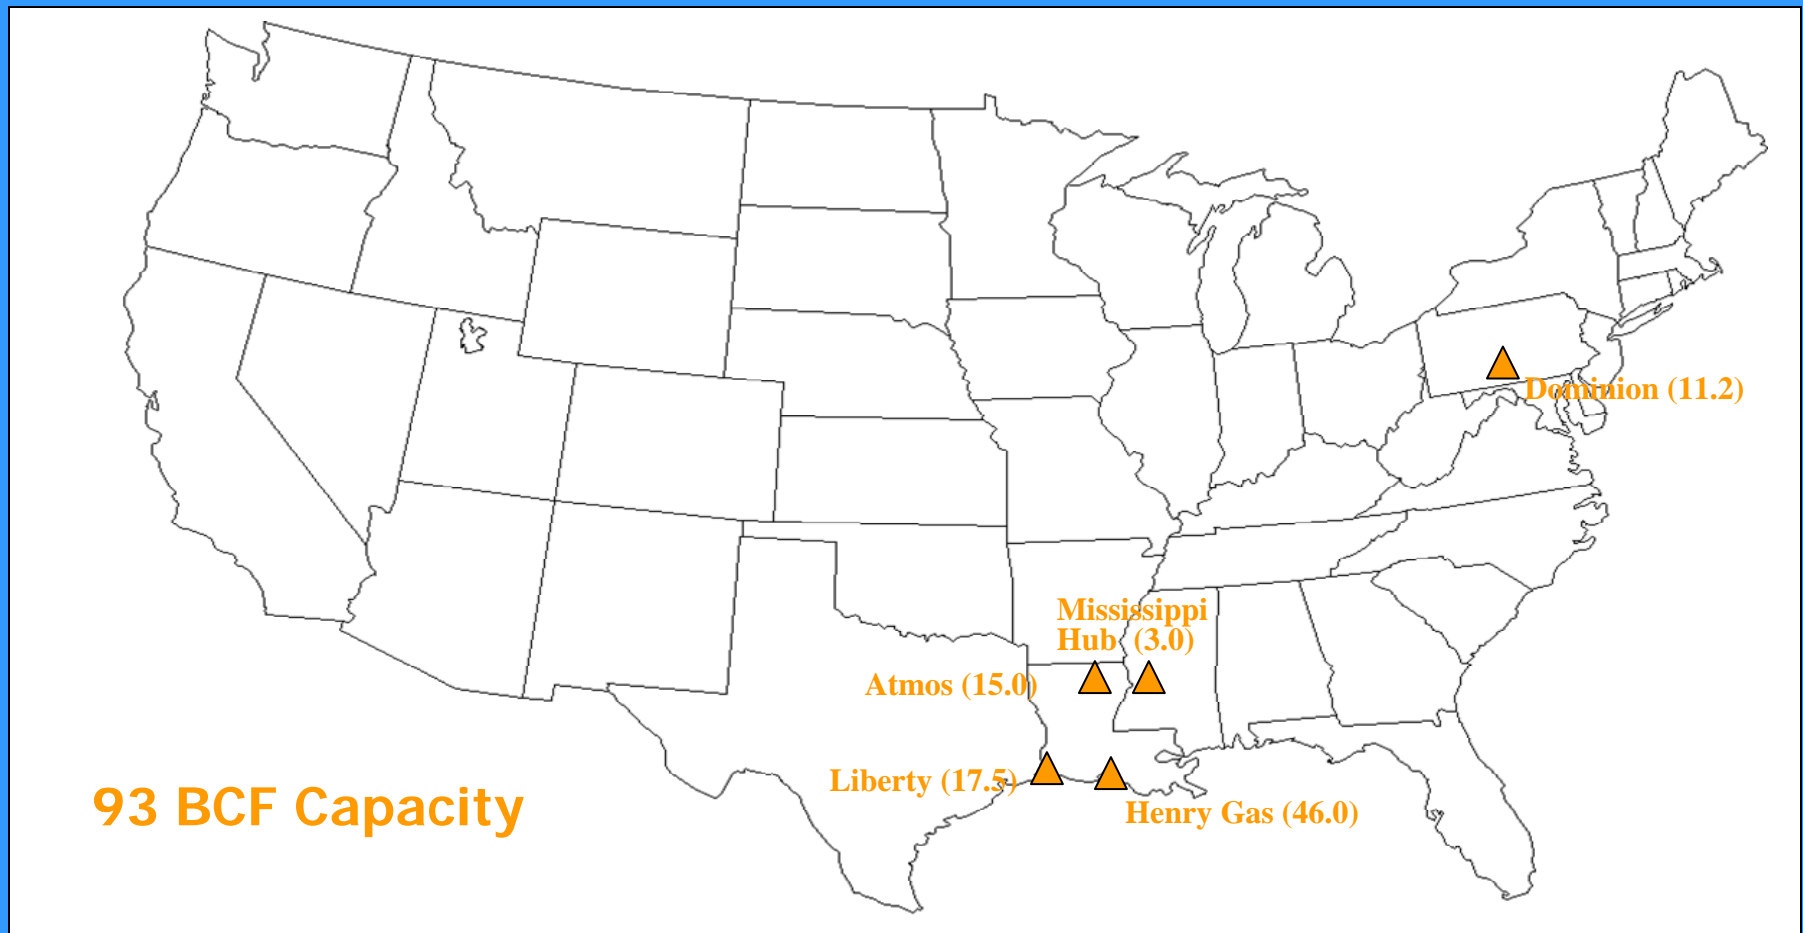 Dominion (11.2)
Mississippi
Hub (3.0)
Atmos (15.0)
Liberty (17.5)
93 BCF Capacity
Henry Gas (46.0)